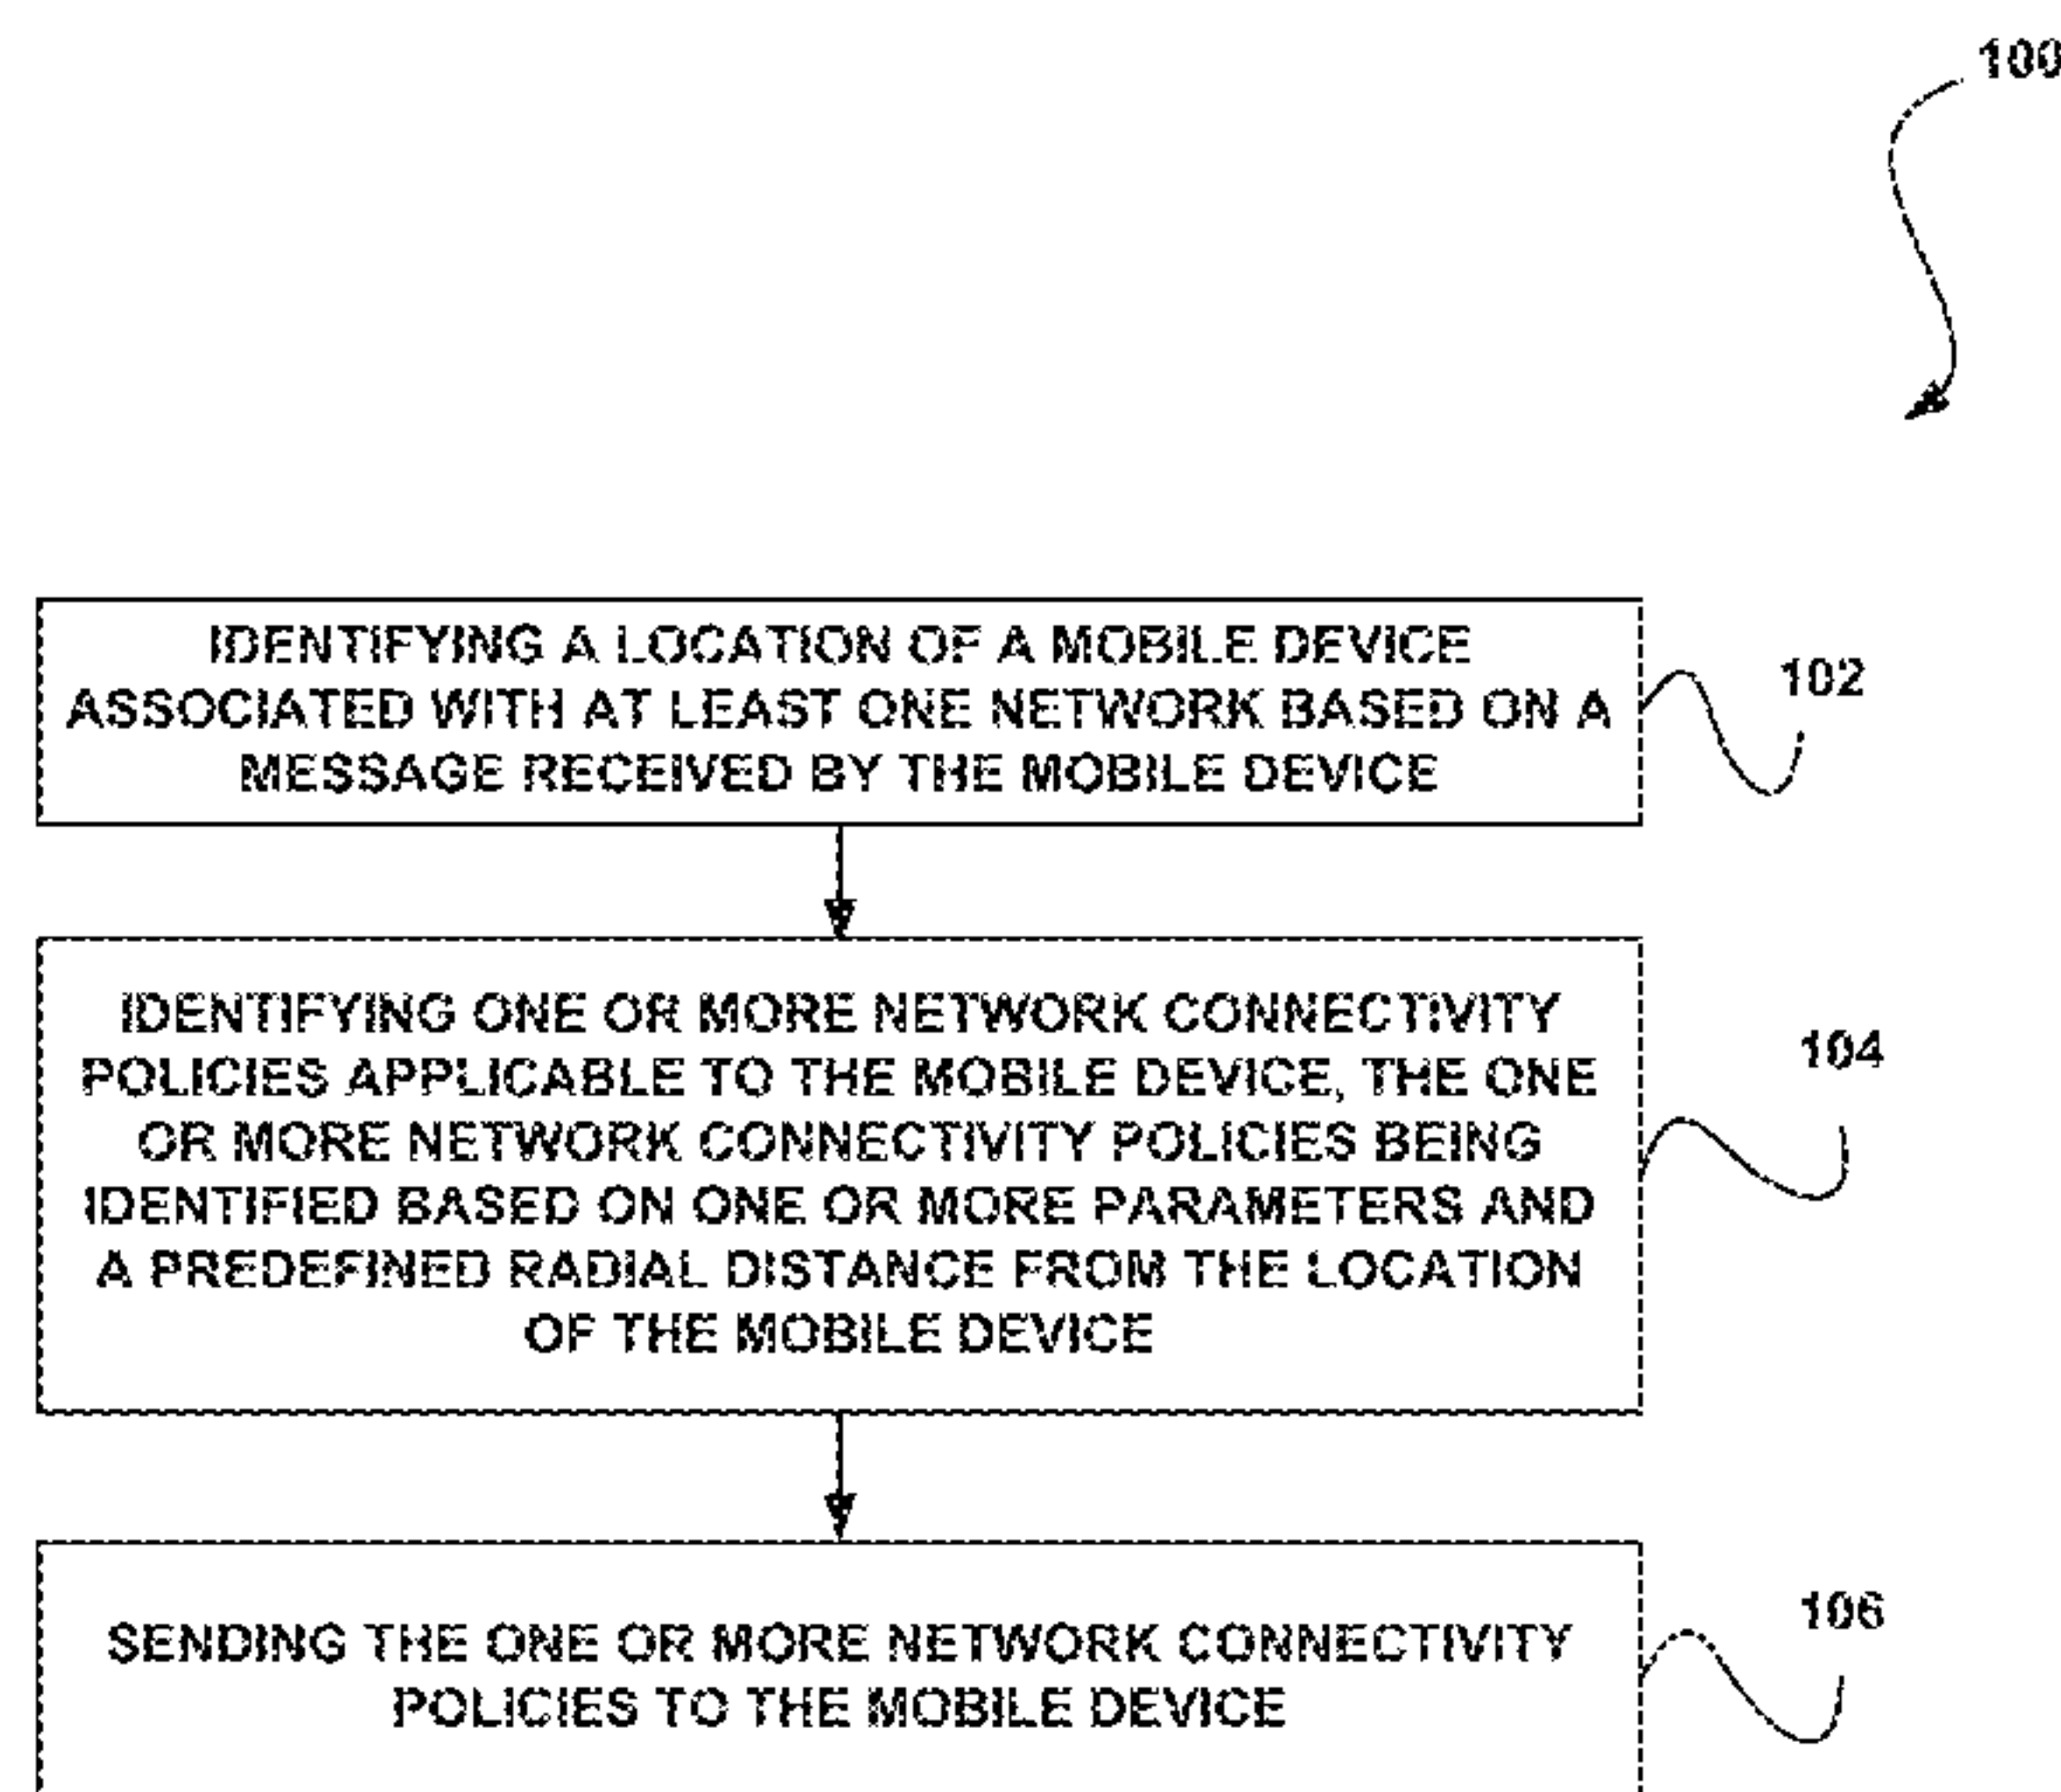 100
IDENTIFYING A LOCATION OF A MOBILE DEVICE
ASSOCIATED WITH AT LEAST ONE NETWORK BASED ON A
MESSAGE RECEIVED BY THE MOBILE DEVICE
102
IDENTIFYING ONE OR MORE NETWORK CONNECTIVITY
POLICIES APPLICABLE TO THE MOBILE DEVICE, THE ONE
OR MORE NETWORK CONNECTIVITY POLICIES BEING
IDENTIFIED BASED ON ONE OR MORE PARAMETERS AND
A PREDEFINED RADIAL DISTANCE FROM THE LOCATION
OF THE MOBILE DEVICE
104
SENDING THE ONE OR MORE NETWORK CONNECTIVITY
POLICIES TO THE MOBILE DEVICE
106